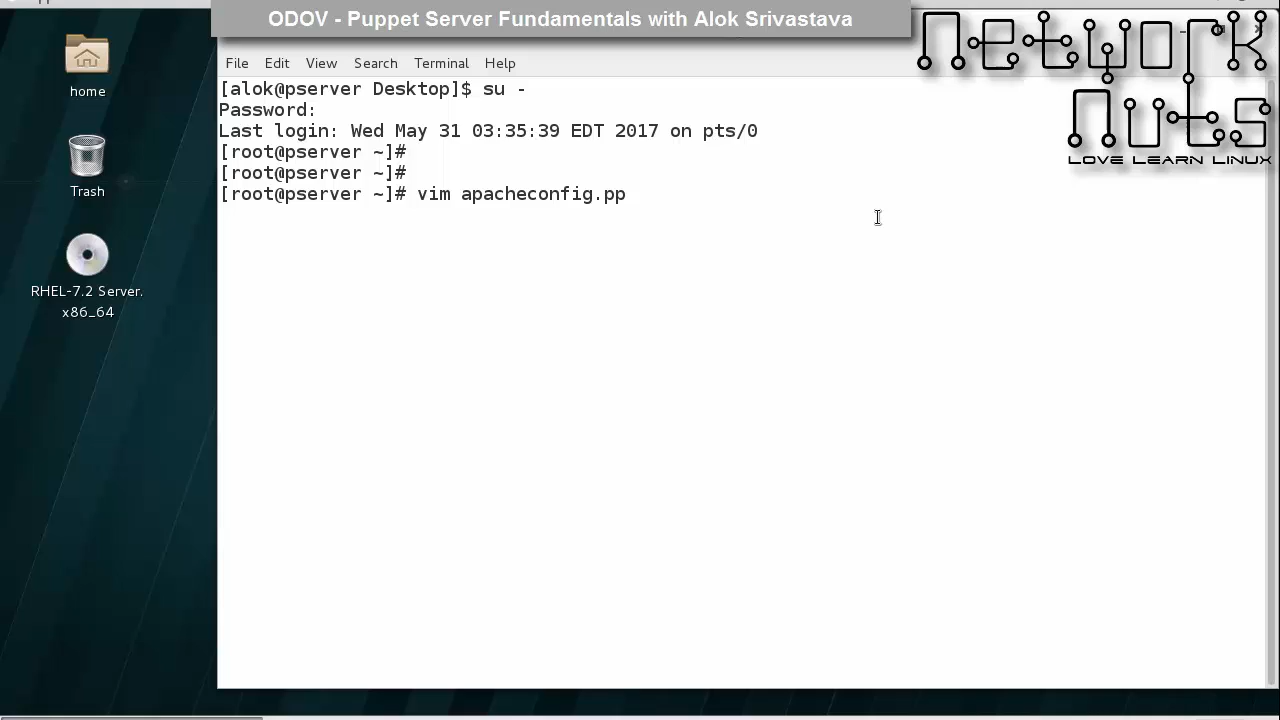 ODOV - Puppet Server Fundamentals with Alok Srivastava
Network
Nuts
LOVE LEARN LINUX
home
Trash
RHEL-7.2 Server.
x86_64
File Edit View Search Terminal Help
[alok@pserver Desktop]$ su -
Password:
Last login: Wed May 31 03:35:39 EDT 2017 on pts/0
[root@pserver ~]#
[root@pserver ~]#
[root@pserver ~]# vim apacheconfig.pp